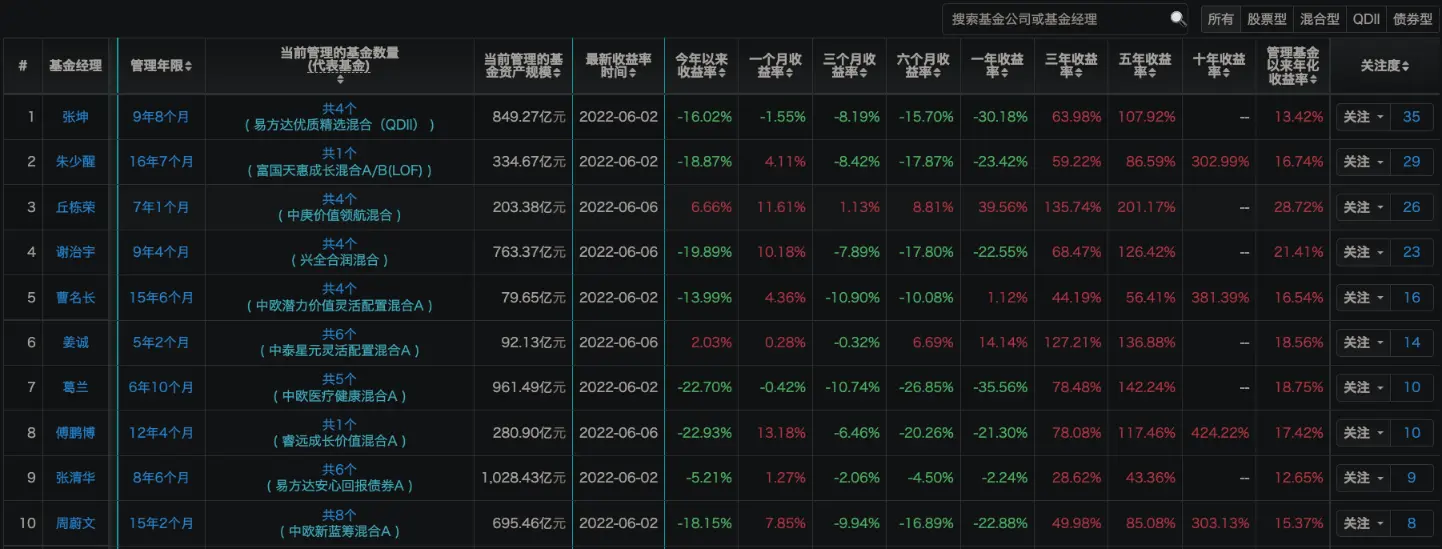 搜索基金公司或基金经理
所有 股票型 混合型 QDII 债券型
# 基金经理 管理年限 当前管理的基金数量 当前管理的基 最新收益率 今年以来 一个月收 三个月收 六个月收 一年收益 三年收益 五年收益 十年收益 管理基金 关注度
(代表基金) 金资产规模 时间 收益率 益率 益率 益率 率 率 率 率 以来年化
收益率
1 张坤 9年8个月 共4个 849.27亿元 2022-06-02 -16.02% -1.55% -8.19% -15.70% -30.18% 63.98% 107.92% -- 13.42% 关注 35
( 易方达优质精选混合（QDII） )
2 朱少醒 16年7个月 共1个 334.67亿元 2022-06-02 -18.87% 4.11% -8.42% -17.87% -23.42% 59.22% 86.59% 302.99% 16.74% 关注 29
( 富国天惠成长混合A/B(LOF) )
3 丘栋荣 7年1个月 共4个 203.38亿元 2022-06-06 6.66% 11.61% 1.13% 8.81% 39.56% 135.74% 201.17% -- 28.72% 关注 26
( 中庚价值领航混合 )
4 谢治宇 9年4个月 共4个 763.37亿元 2022-06-06 -19.89% 10.18% -7.89% -17.80% -22.55% 68.47% 126.42% -- 21.41% 关注 23
( 兴全合润混合 )
5 曹名长 15年6个月 共4个 79.65亿元 2022-06-02 -13.99% 4.36% -10.90% -10.08% 1.12% 44.19% 56.41% 381.39% 16.54% 关注 16
( 中欧潜力价值灵活配置混合A )
6 姜诚 5年2个月 共6个 92.13亿元 2022-06-06 2.03% 0.28% -0.32% 6.69% 14.14% 127.21% 136.88% -- 18.56% 关注 14
( 中泰星元灵活配置混合A )
7 葛兰 6年10个月 共5个 961.49亿元 2022-06-02 -22.70% -0.42% -10.74% -26.85% -35.56% 78.48% 142.24% -- 18.75% 关注 10
( 中欧医疗健康混合A )
8 傅鹏博 12年4个月 共1个 280.90亿元 2022-06-06 -22.93% 13.18% -6.46% -20.26% -21.30% 78.08% 117.46% 424.22% 17.42% 关注 10
( 睿远成长价值混合A )
9 张清华 8年6个月 共6个 1,028.43亿元 2022-06-02 -5.21% 1.27% -2.06% -4.50% -2.24% 28.62% 43.36% -- 12.65% 关注 9
( 易方达安心回报债券A )
10 周蔚文 15年2个月 共8个 695.46亿元 2022-06-02 -18.15% 7.85% -9.94% -16.89% -22.88% 49.98% 85.08% 303.13% 15.37% 关注 8
( 中欧新蓝筹混合A )